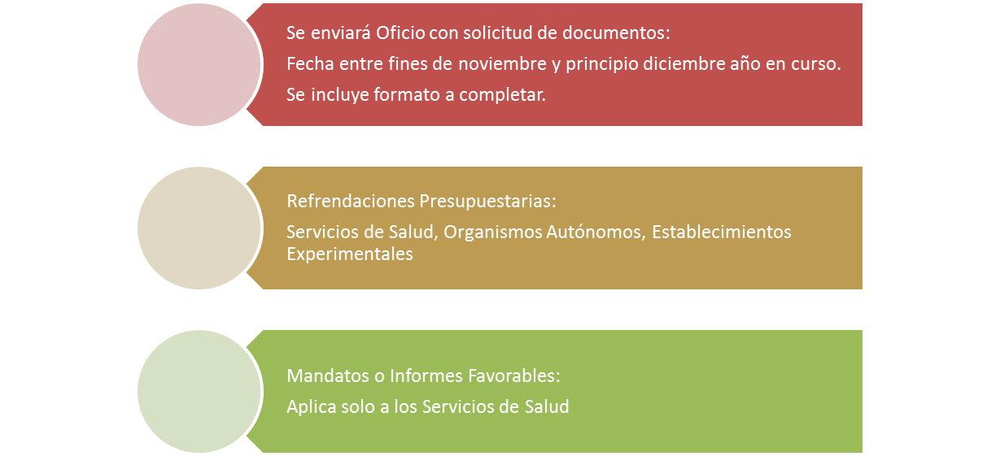 Se enviará Oficio con solicitud de documentos:
Fecha entre fines de noviembre y principio diciembre año en curso.
Se incluye formato a completar.
Refrendaciones Presupuestarias:
Servicios de Salud, Organismos Autónomos, Establecimientos
Experimentales
Mandatos o Informes Favorables:
Aplica solo a los Servicios de Salud